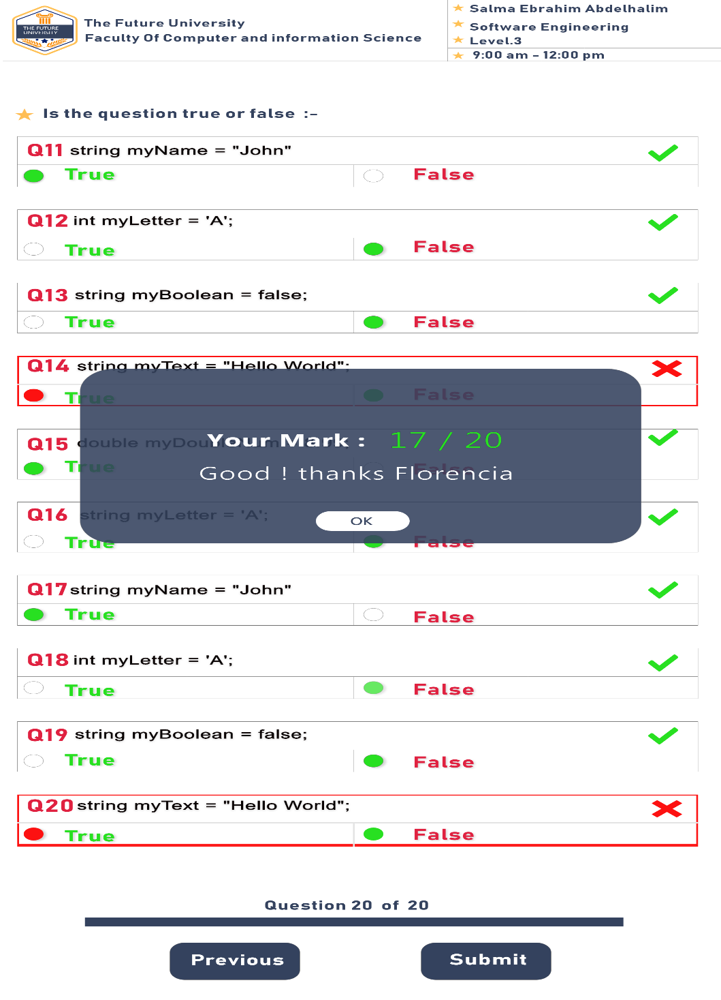 THE FUTURE
UNIVERSITY
The Future University
Faculty Of Computer and information Science
Salma Ebrahim Abdelhalim
Software Engineering
Level.3
9:00 am - 12:00 pm
Is the question true or false :-
Q11 string myName = "John"
True False
Q12 int myLetter = 'A';
True False
Q13 string myBoolean = false;
True False
Q14 string myText = "Hello World";
True False
Q15 double
True
Your Mark : 17 / 20
Good ! thanks Florencia
OK
Q16 string myLetter = 'A';
True False
Q17 string myName = "John"
True False
Q18 int myLetter = 'A';
True False
Q19 string myBoolean = false;
True False
Q20 string myText = "Hello World";
True False
Question 20 of 20
Previous Submit